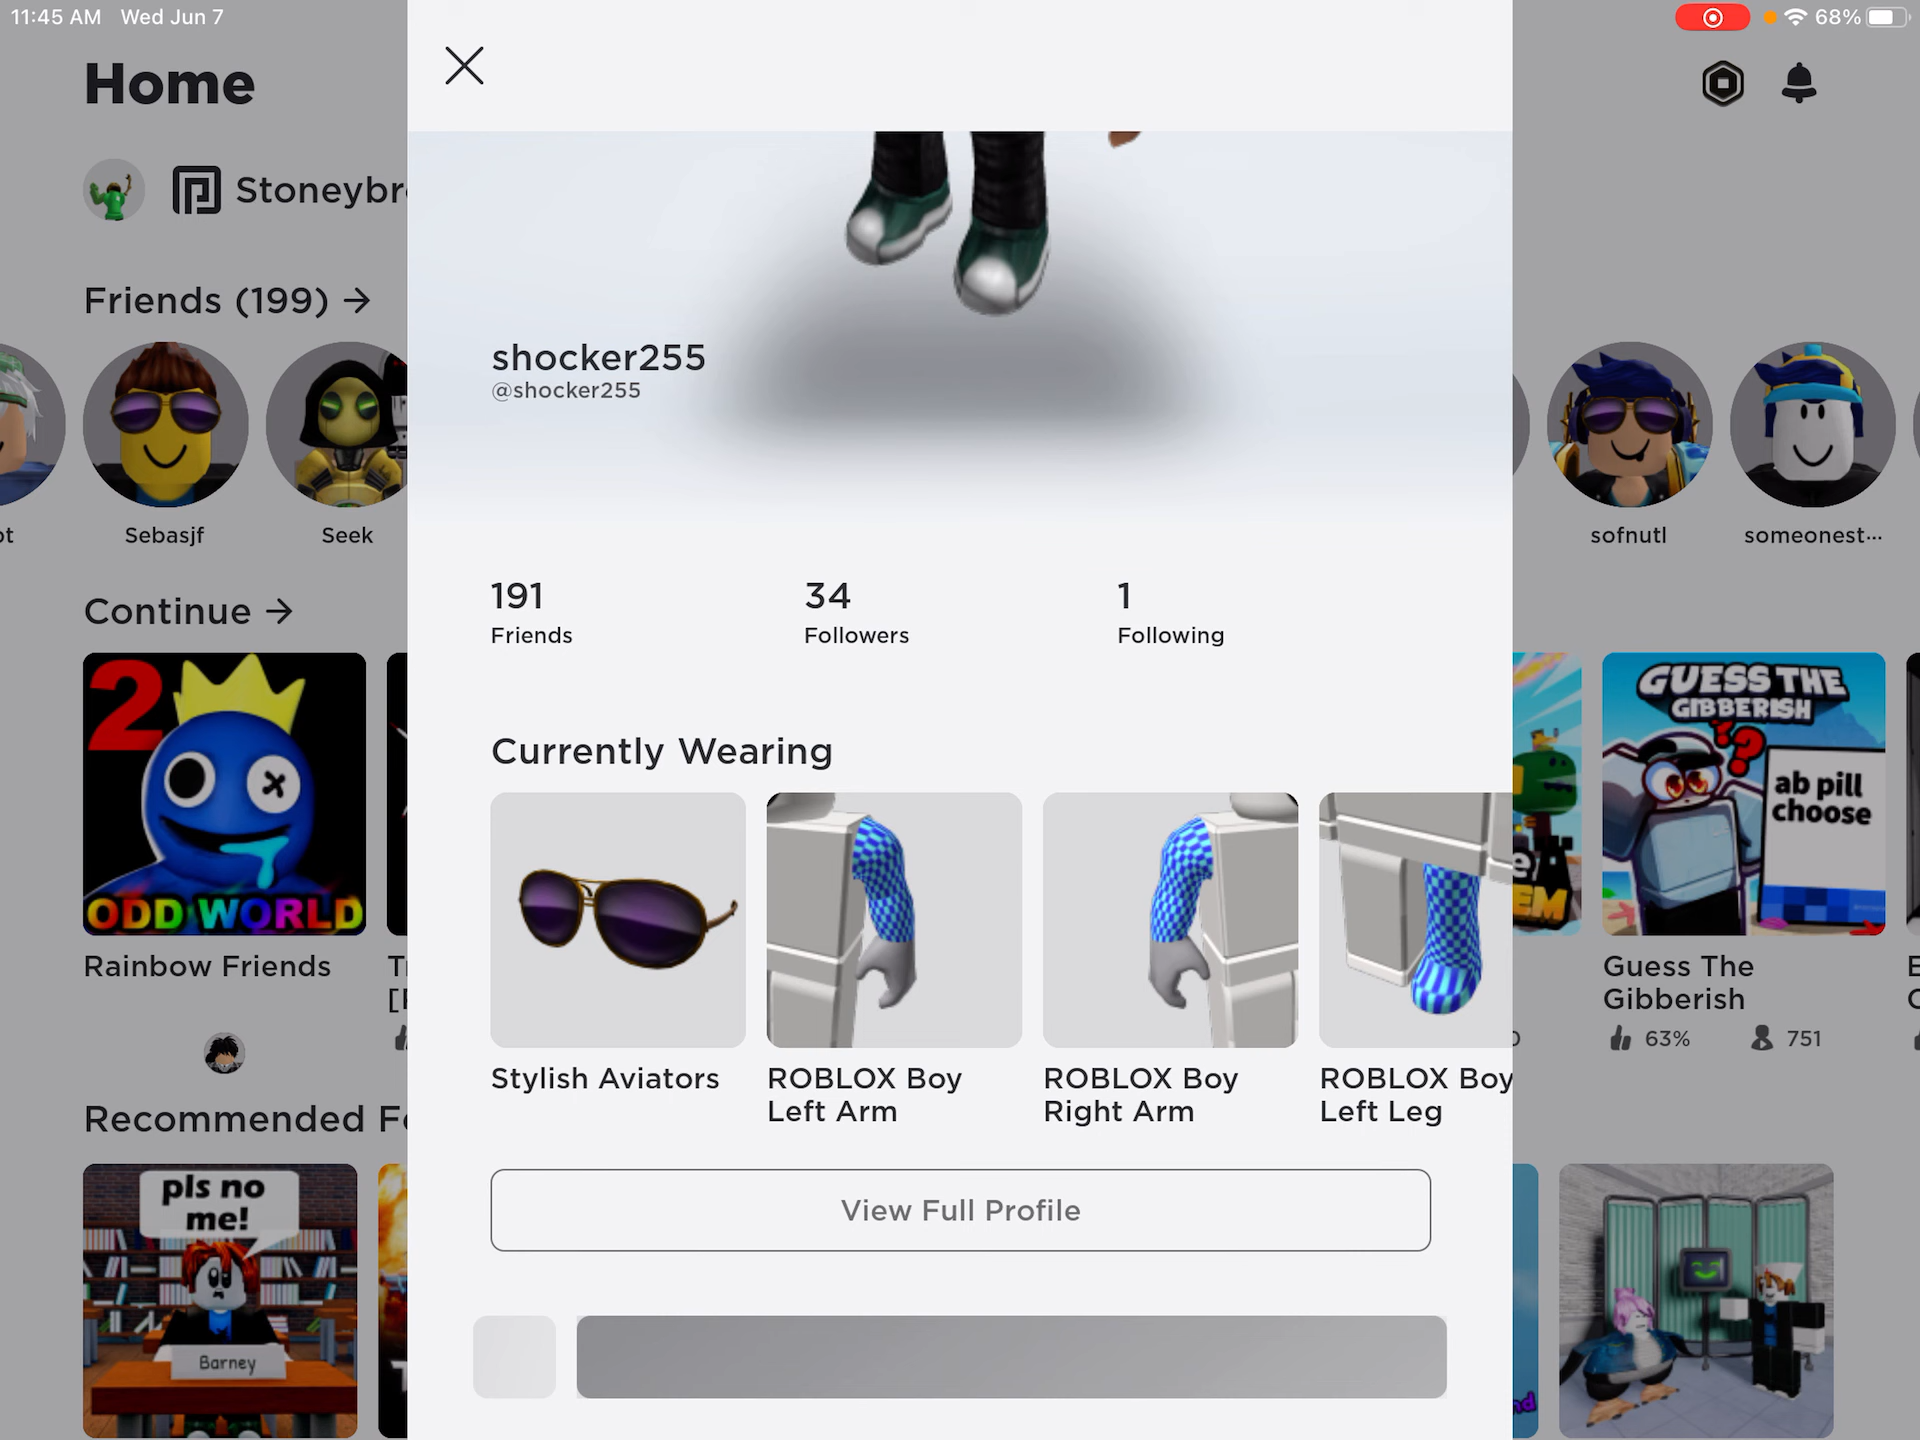 11:45 AM Wed Jun 7
68%
Home
Stoneybr
Friends (199) →
Sebasjf
Seek
sofnutl
someonest...
Continue →
2
ODD WORLD
Rainbow Friends
GUESS THE
GIBBERISH
ab pill
choose
Guess The
Gibberish
63%
751
Recommended Fo
pls no
me!
Barney
shocker255
@shocker255
191
Friends
34
Followers
1
Following
Currently Wearing
Stylish Aviators
ROBLOX Boy
Left Arm
ROBLOX Boy
Right Arm
ROBLOX Boy
Left Leg
View Full Profile